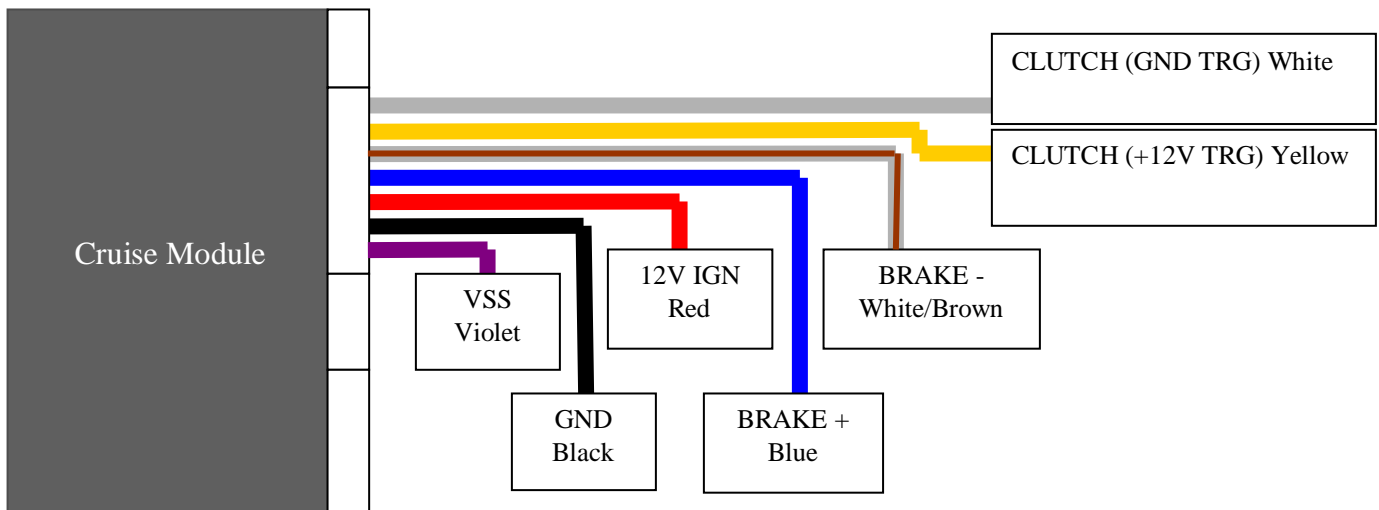 CLUTCH (GND TRG) White
CLUTCH (+12V TRG) Yellow
Cruise Module
VSS
Violet
12V IGN
Red
BRAKE -
White/Brown
GND
Black
BRAKE +
Blue